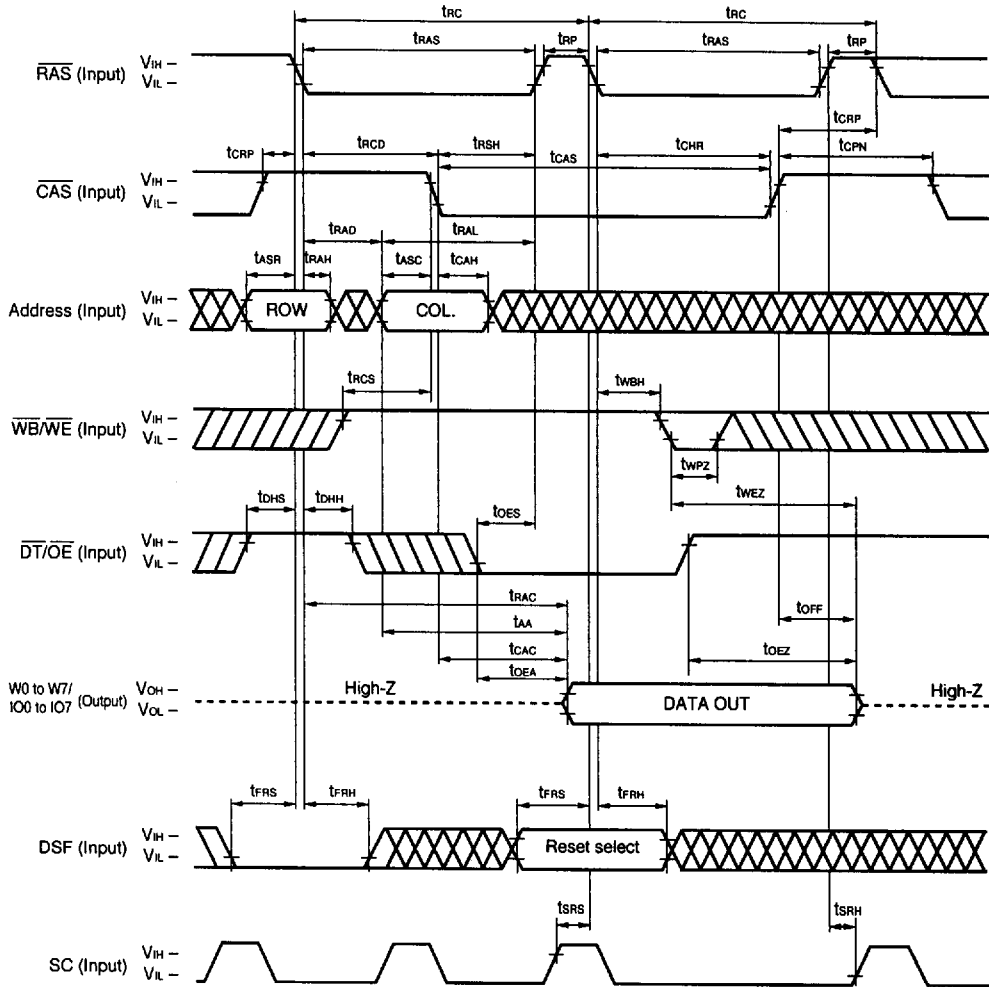 tRC tRC
tRAS tRP tRAS tRP
RAS (Input) VIH
VIL
tCRP
tCRP tRCD tRSH tCHR tCPN
tCAS
CAS (Input) VIH
VIL
tRAD tRAL
tASR tRAH tASC tCAH
Address (Input) VIH ROW COL.
VIL
tRCS tWBH
WB/WE (Input) VIH
VIL
tWPZ
tDHS tDHH tOES tWEZ
DT/OE (Input) VIH
VIL
tRAC tOFF
tAA
tCAC tOEZ
tOEA
W0 to W7/ IO0 to IO7 (Output) VOH High-Z DATA OUT High-Z
VOL
tFRS tFRH tFRS tFRH
DSF (Input) VIH Reset select
VIL
tSRS tSRH
SC (Input) VIH
VIL